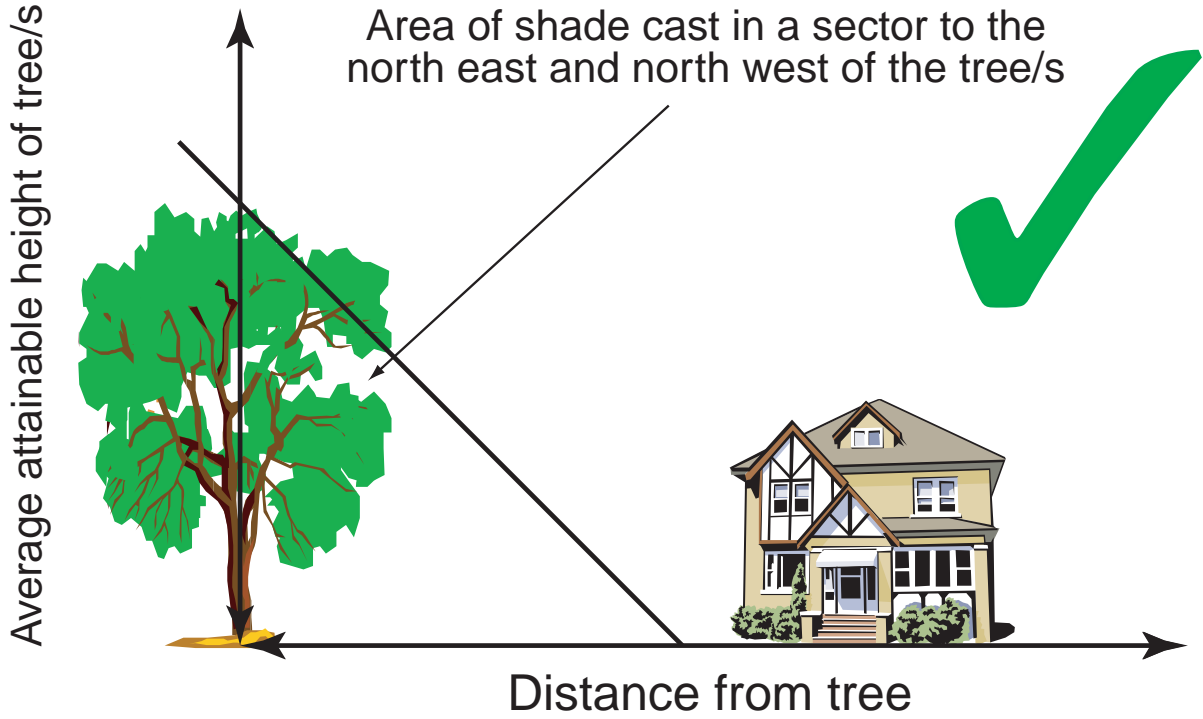 Average attainable height of tree/s
Area of shade cast in a sector to the
north east and north west of the tree/s
Distance from tree